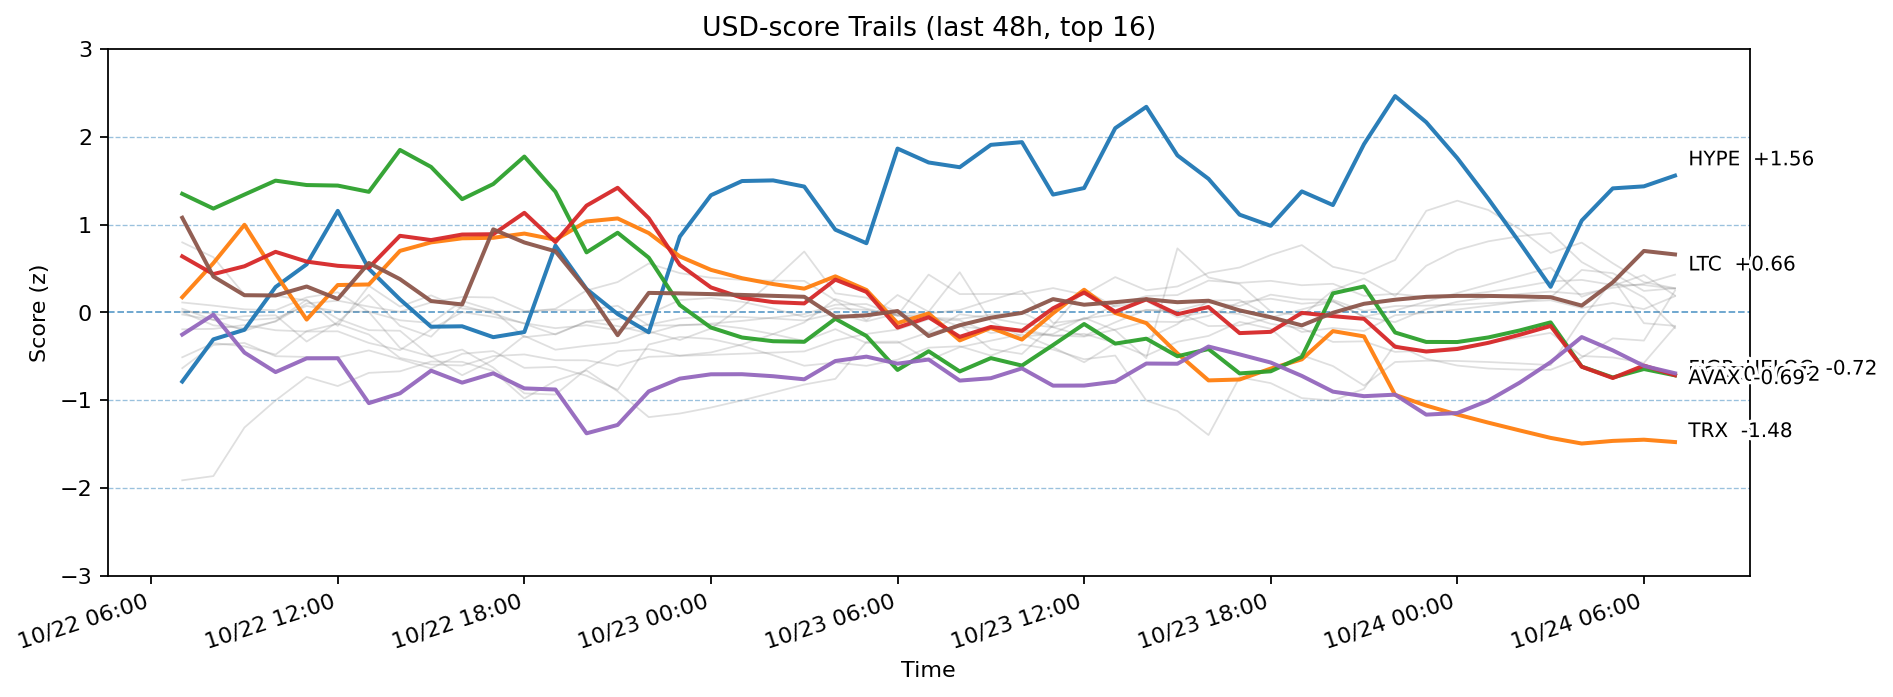 USD-score Trails (last 48h, top 16)
Score (z)
3
2
1
0
−1
−2
−3
HYPE +1.56
LTC +0.66
-0.72
AVAX -0.69
TRX -1.48
10/22 06:00
10/22 12:00
10/22 18:00
10/23 00:00
10/23 06:00
10/23 12:00
10/23 18:00
10/24 00:00
10/24 06:00
Time